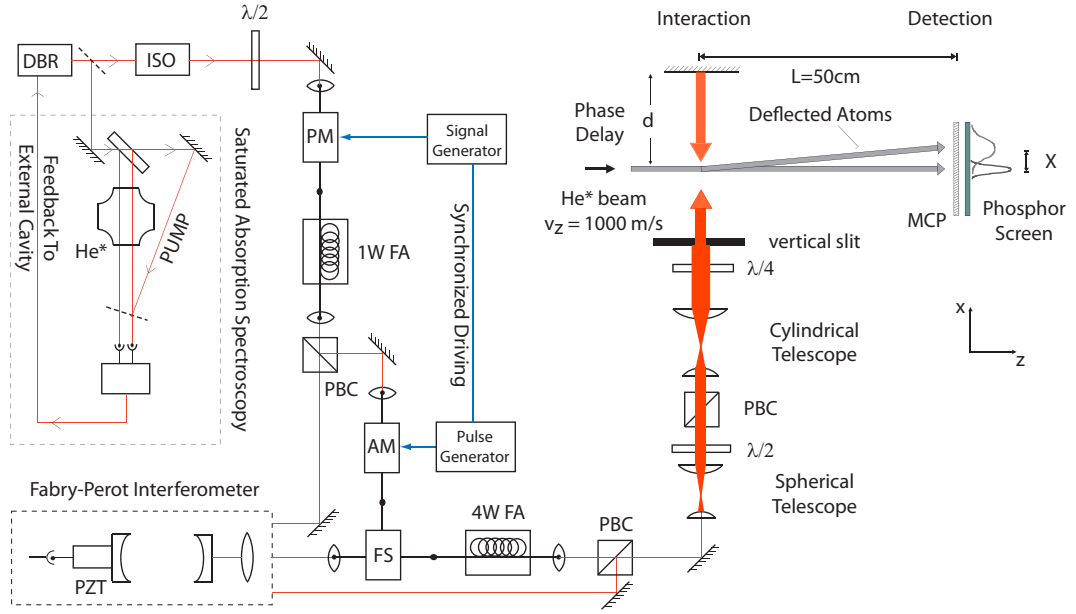 λ/2
DBR
ISO
PM
Signal
Generator
Saturated Absorption Spectroscopy
Feedback To
External Cavity
He*
PUMP
1W FA
Synchronized Driving
PBC
AM
Pulse
Generator
Fabry-Perot Interferometer
PZT
FS
4W FA
PBC
Interaction
Detection
L=50cm
d
Phase
Delay
Deflected Atoms
X
He* beam
v_z = 1000 m/s
MCP
Phosphor
Screen
vertical slit
λ/4
Cylindrical
Telescope
x
z
PBC
λ/2
Spherical
Telescope